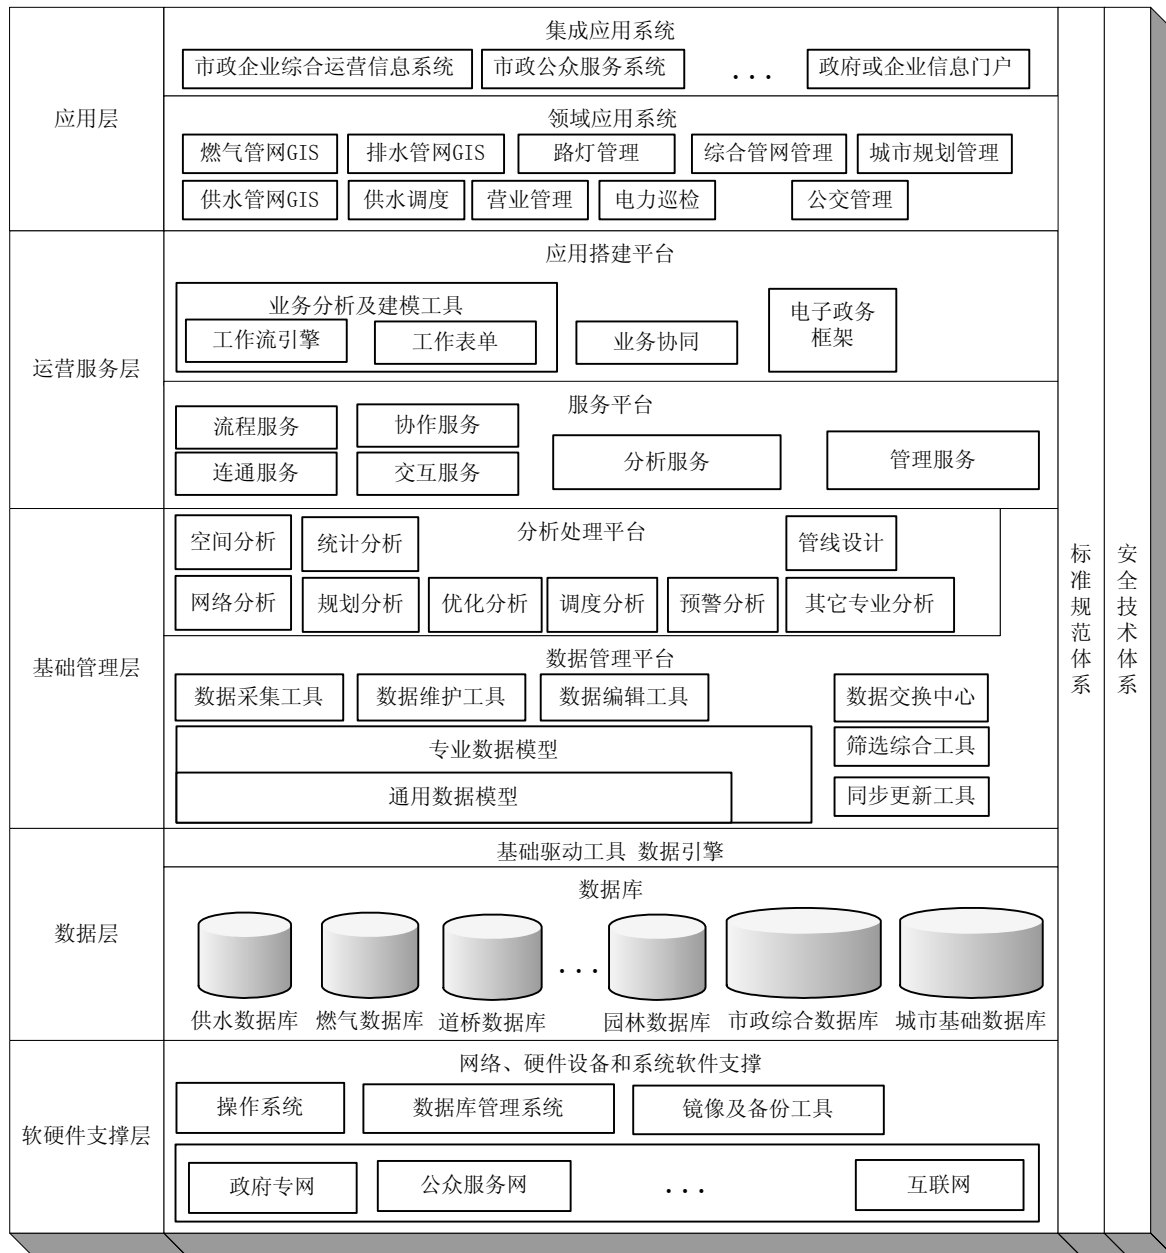 集成应用系统
市政企业综合运营信息系统 市政公众服务系统 ... 政府或企业信息门户
应用层
领域应用系统
燃气管网GIS 排水管网GIS 路灯管理 综合管网管理 城市规划管理
供水管网GIS 供水调度 营业管理 电力巡检 公交管理
应用搭建平台
业务分析及建模工具
工作流引擎 工作表单 业务协同
电子政务
框架
运营服务层
服务平台
流程服务 协作服务
连通服务 交互服务 分析服务 管理服务
分析处理平台
空间分析 统计分析 管线设计
网络分析 规划分析 优化分析 调度分析 预警分析 其它专业分析
基础管理层
数据管理平台
数据采集工具 数据维护工具 数据编辑工具 数据交换中心
专业数据模型 筛选综合工具
通用数据模型 同步更新工具
基础驱动工具 数据引擎
数据层
数据库
...
供水数据库 燃气数据库 道桥数据库 园林数据库 市政综合数据库 城市基础数据库
网络、硬件设备和系统软件支撑
操作系统 数据库管理系统 镜像及备份工具
软硬件支撑层
政府专网 公众服务网 ... 互联网
标准规范体系
安全技术体系